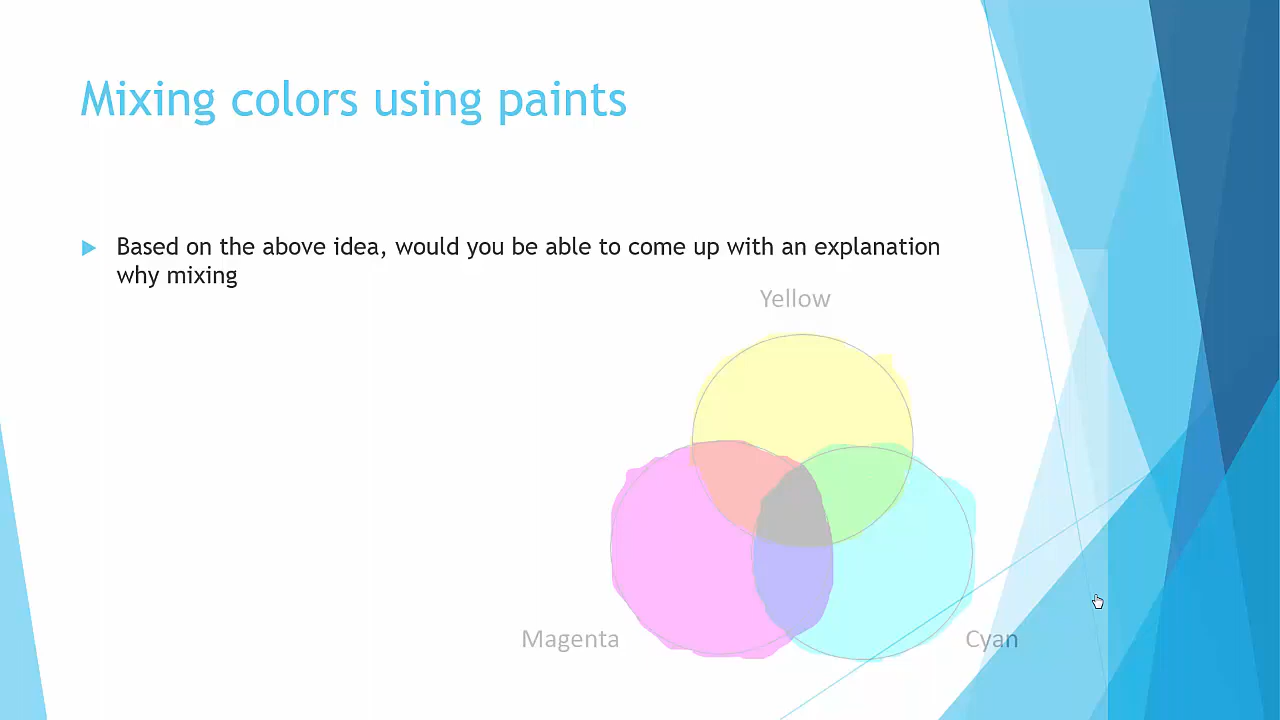 Mixing colors using paints
Based on the above idea, would you be able to come up with an explanation
why mixing
Yellow
Magenta
Cyan